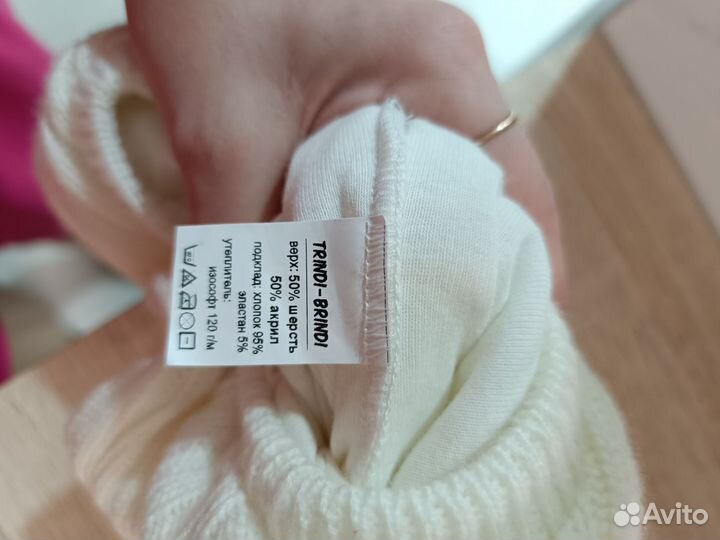 TRINDI-BRINDI
верх: 50% шерсть
50% акрил
подклад: хлопок 95%
эластан 5%
утеплитель:
изософт 120 г/м
Avito